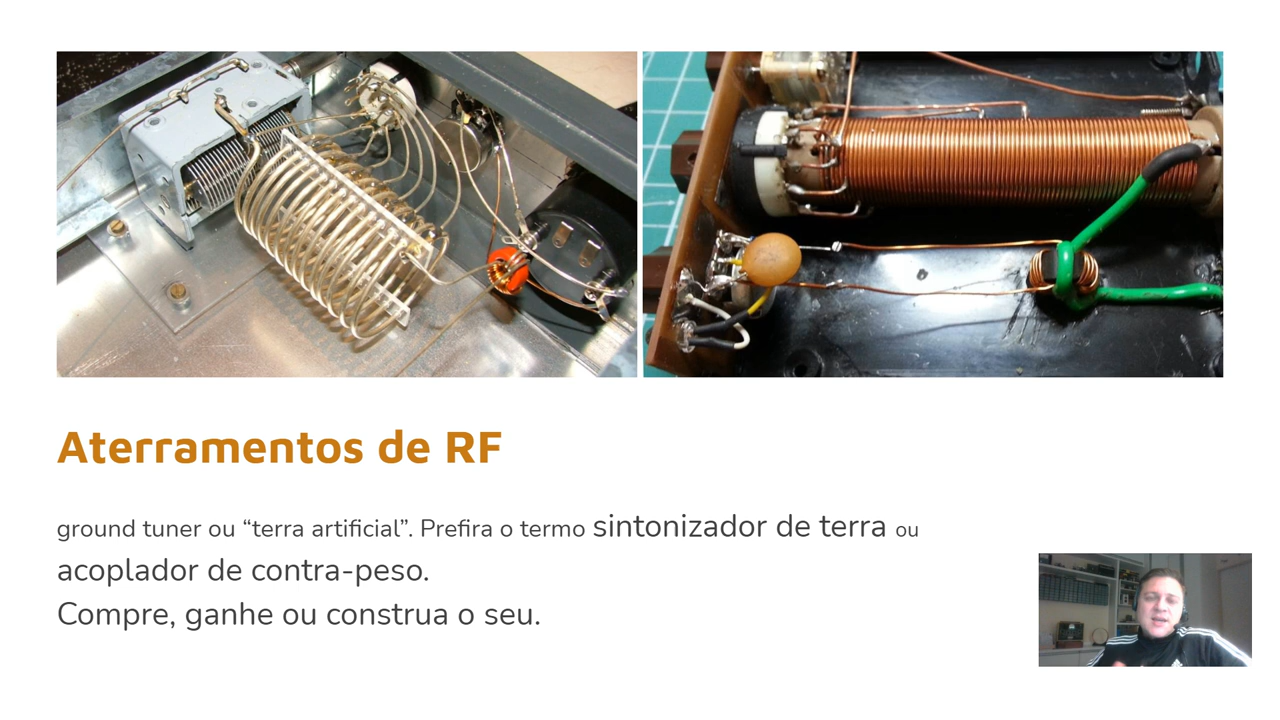 Aterramentos de RF
ground tuner ou “terra artificial”. Prefira o termo sintonizador de terra ou
acoplador de contra-peso.
Compre, ganhe ou construa o seu.